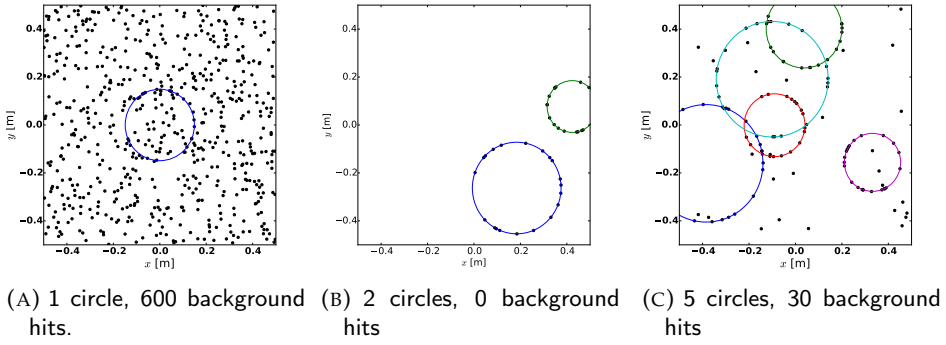 0.4
0.2
0.0
−0.2
−0.4
y [m]
−0.4 −0.2 0.0 0.2 0.4
x [m]
0.4
0.2
0.0
−0.2
−0.4
y [m]
−0.4 −0.2 0.0 0.2 0.4
x [m]
0.4
0.2
0.0
−0.2
−0.4
y [m]
−0.4 −0.2 0.0 0.2 0.4
x [m]
(A) 1 circle, 600 background
hits.
(B) 2 circles, 0 background
hits
(C) 5 circles, 30 background
hits